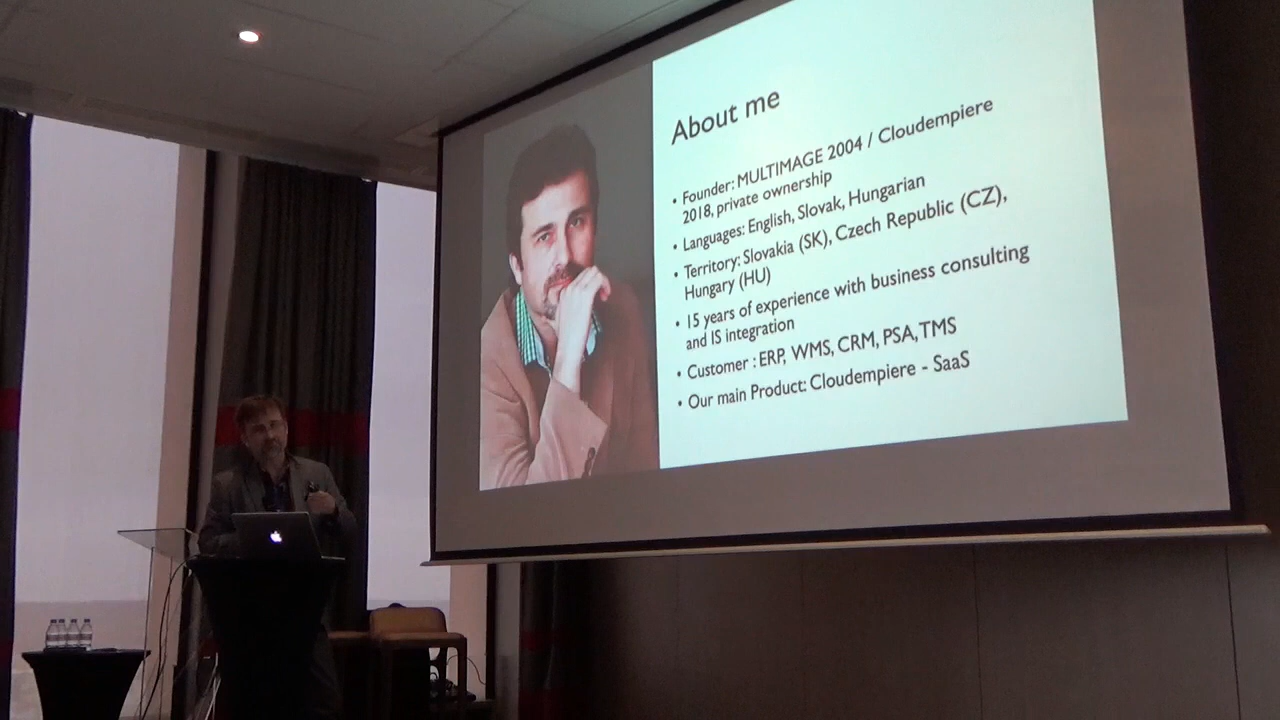 About me
• Founder: MULTIMAGE 2004 / Cloudempiere
2018, private ownership
• Languages: English, Slovak, Hungarian
• Territory: Slovakia (SK), Czech Republic (CZ),
Hungary (HU)
• 15 years of experience with business consulting
and IS integration
• Customer : ERP, WMS, CRM, PSA, TMS
• Our main Product: Cloudempiere - SaaS